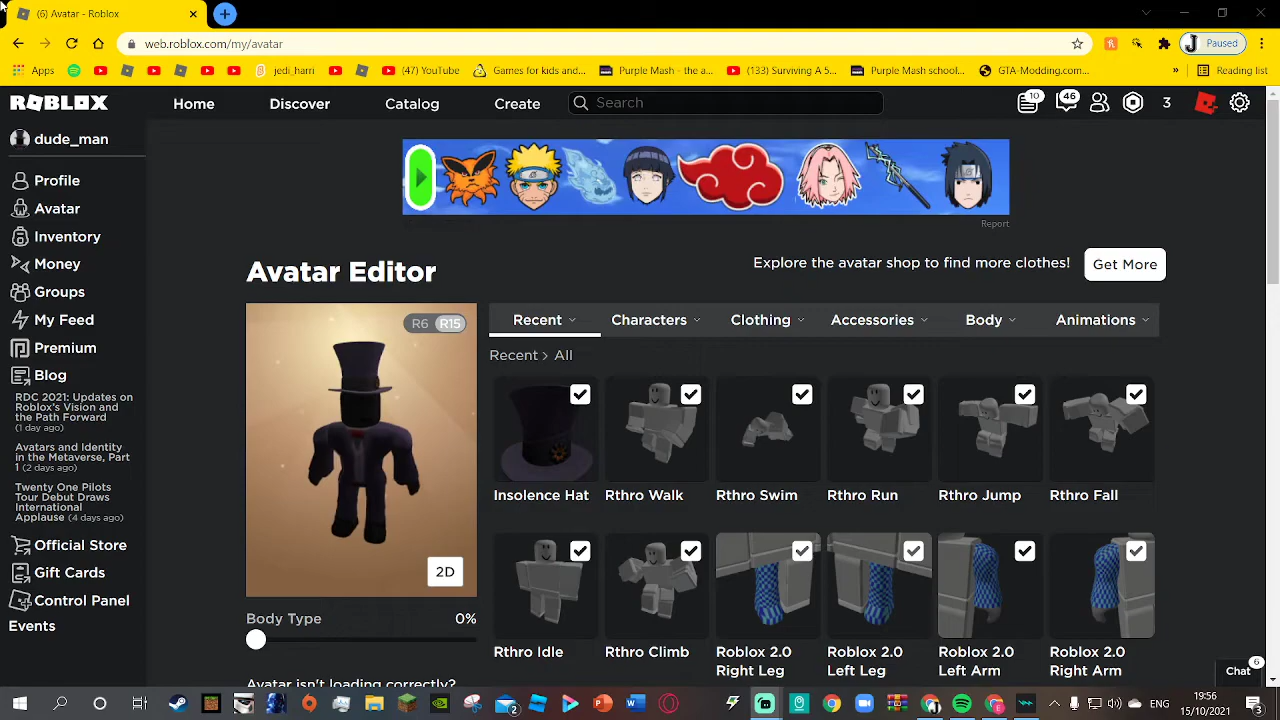 (6) Avatar - Roblox
web.roblox.com/my/avatar
Paused
Apps
jedi_harri
(47) YouTube
Games for kids and...
Purple Mash - the a...
(133) Surviving A 5...
Purple Mash school...
GTA-Modding.com...
»
Reading list
ROBLOX
Home
Discover
Catalog
Create
Search
10
46
3
dude_man
Profile
Avatar
Inventory
Money
Groups
My Feed
Premium
Blog
RDC 2021: Updates on
Roblox's Vision and
the Path Forward
(1 day ago)
Avatars and Identity
in the Metaverse, Part
1 (2 days ago)
Twenty One Pilots
Tour Debut Draws
International
Applause (4 days ago)
Official Store
Gift Cards
Control Panel
Events
Report
Avatar Editor
Explore the avatar shop to find more clothes!
Get More
R6 R15
2D
Body Type 0%
Avatar isn't loading correctly?
Recent
Characters
Clothing
Accessories
Body
Animations
Recent > All
Insolence Hat
Rthro Walk
Rthro Swim
Rthro Run
Rthro Jump
Rthro Fall
Rthro Idle
Rthro Climb
Roblox 2.0
Right Leg
Roblox 2.0
Left Leg
Roblox 2.0
Left Arm
Roblox 2.0
Right Arm
Chat
2
ENG
19:56
15/10/2021
3